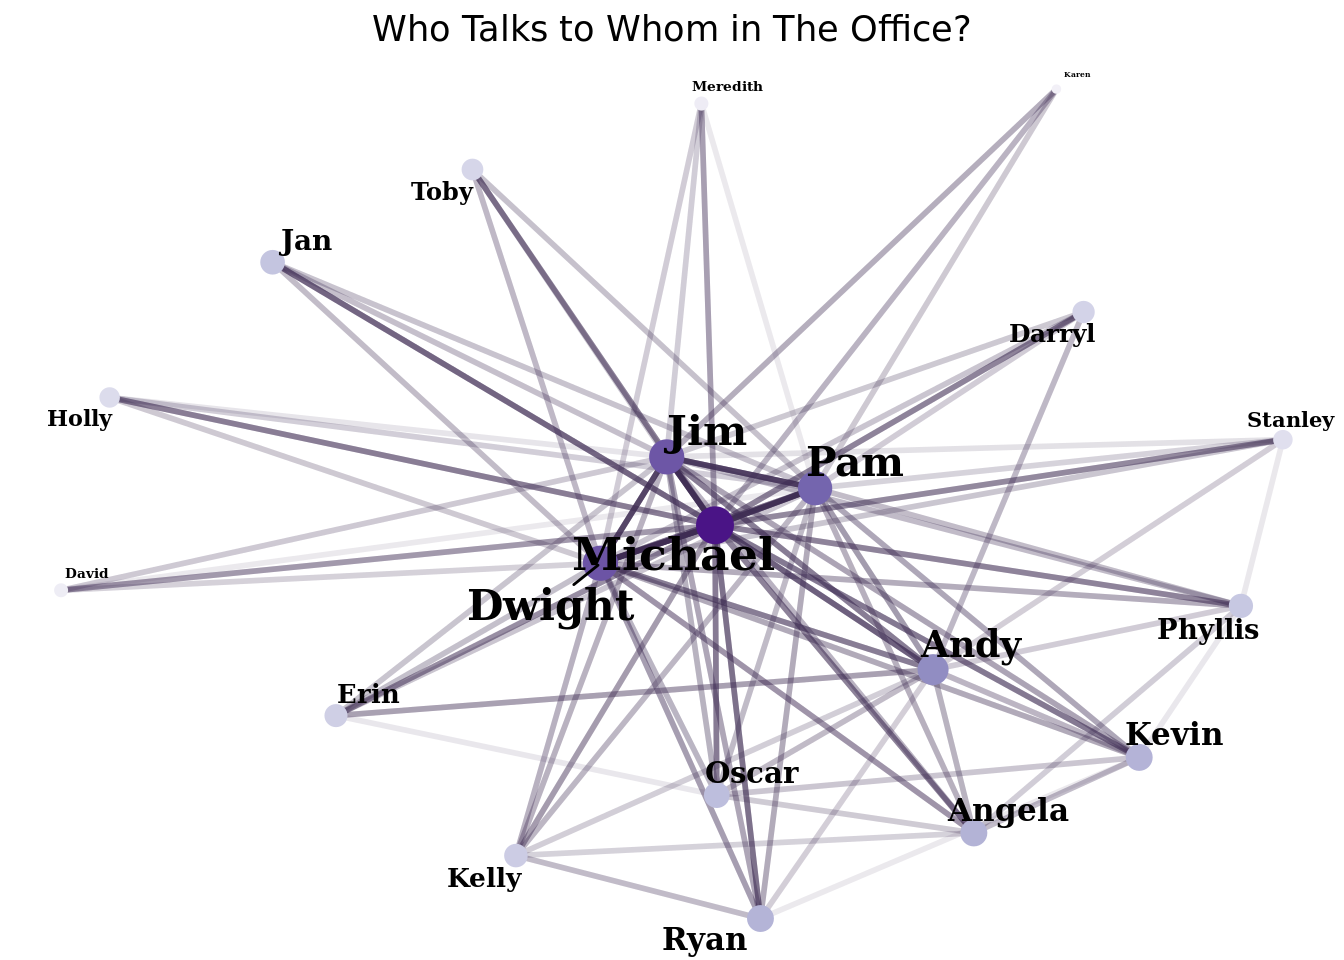 Who Talks to Whom in The Office?
Karen
Meredith
Toby
Jan
Darryl
Holly
Stanley
Jim
Pam
Michael
David
Dwight
Phyllis
Andy
Erin
Kevin
Oscar
Angela
Kelly
Ryan